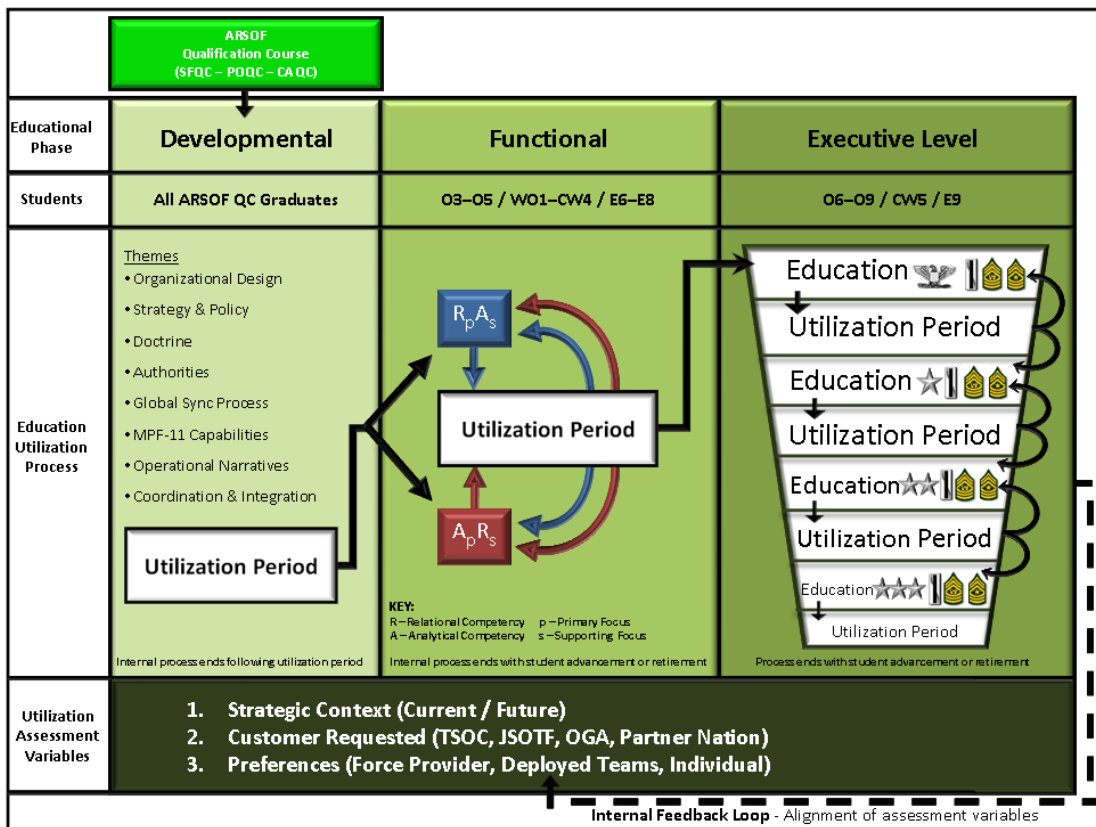 ARSOF
Qualification Course
(SFQC – POQC – CAQC)
Educational
Phase
Developmental
Functional
Executive Level
Students
All ARSOF QC Graduates
O3–O5 / WO1–CW4 / E6–E8
O6–O9 / CW5 / E9
Education
Utilization
Process
Themes
• Organizational Design
• Strategy & Policy
• Doctrine
• Authorities
• Global Sync Process
• MPF-11 Capabilities
• Operational Narratives
• Coordination & Integration
Utilization Period
Internal process ends following utilization period
RpAs
Utilization Period
ApRs
KEY:
R–Relational Competency p–Primary Focus
A–Analytical Competency s–Supporting Focus
Internal process ends with student advancement or retirement
Education
Utilization Period
Education
Utilization Period
Education
Utilization Period
Education
Utilization Period
Process ends with student advancement or retirement
Utilization
Assessment
Variables
1. Strategic Context (Current / Future)
2. Customer Requested (TSOC, JSOTF, OGA, Partner Nation)
3. Preferences (Force Provider, Deployed Teams, Individual)
Internal Feedback Loop - Alignment of assessment variables